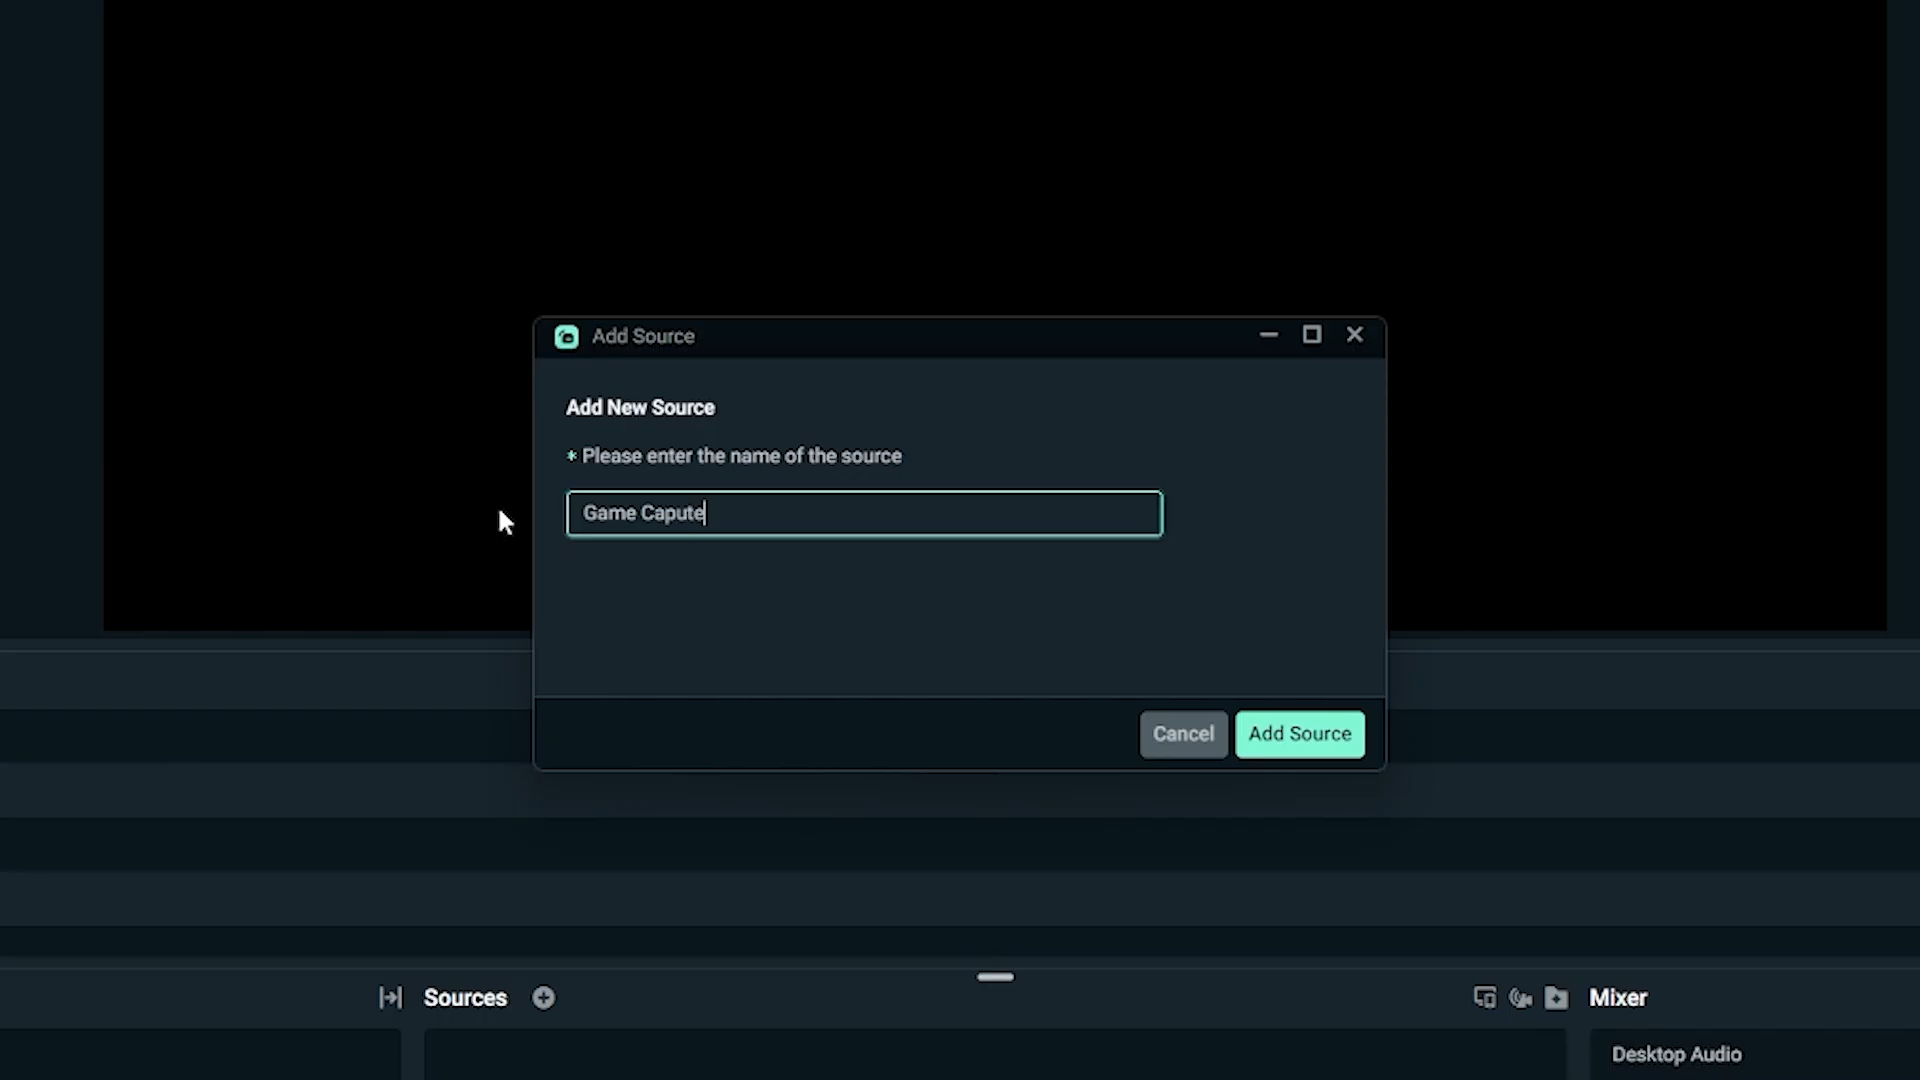 Add Source
Add New Source
* Please enter the name of the source
Game Capute
Cancel
Add Source
Sources
Mixer
Desktop Audio